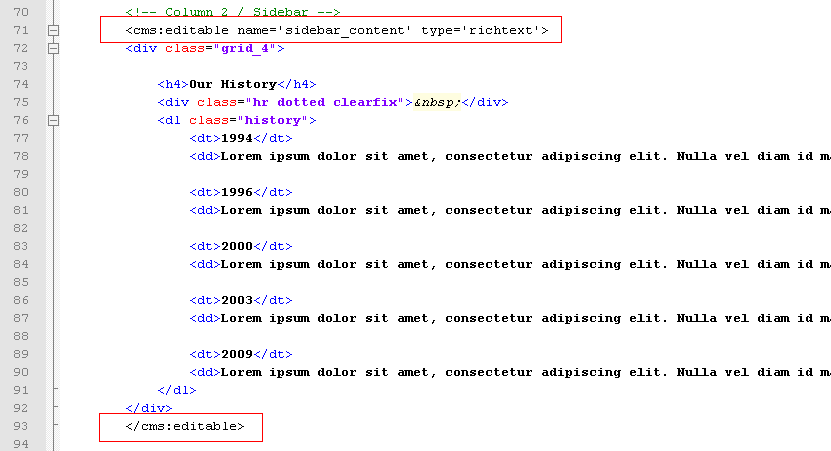 70 <!-- Column 2 / Sidebar -->
71 <cms:editable name='sidebar_content' type='richtext'>
72 <div class="grid_4">
73
74 <h4>Our History</h4>
75 <div class="hr dotted clearfix">&nbsp;</div>
76 <dl class="history">
77 <dt>1994</dt>
78 <dd>Lorem ipsum dolor sit amet, consectetur adipiscing elit. Nulla vel diam id m
79
80 <dt>1996</dt>
81 <dd>Lorem ipsum dolor sit amet, consectetur adipiscing elit. Nulla vel diam id m
82
83 <dt>2000</dt>
84 <dd>Lorem ipsum dolor sit amet, consectetur adipiscing elit. Nulla vel diam id m
85
86 <dt>2003</dt>
87 <dd>Lorem ipsum dolor sit amet, consectetur adipiscing elit. Nulla vel diam id m
88
89 <dt>2009</dt>
90 <dd>Lorem ipsum dolor sit amet, consectetur adipiscing elit. Nulla vel diam id m
91 </dl>
92 </div>
93 </cms:editable>
94